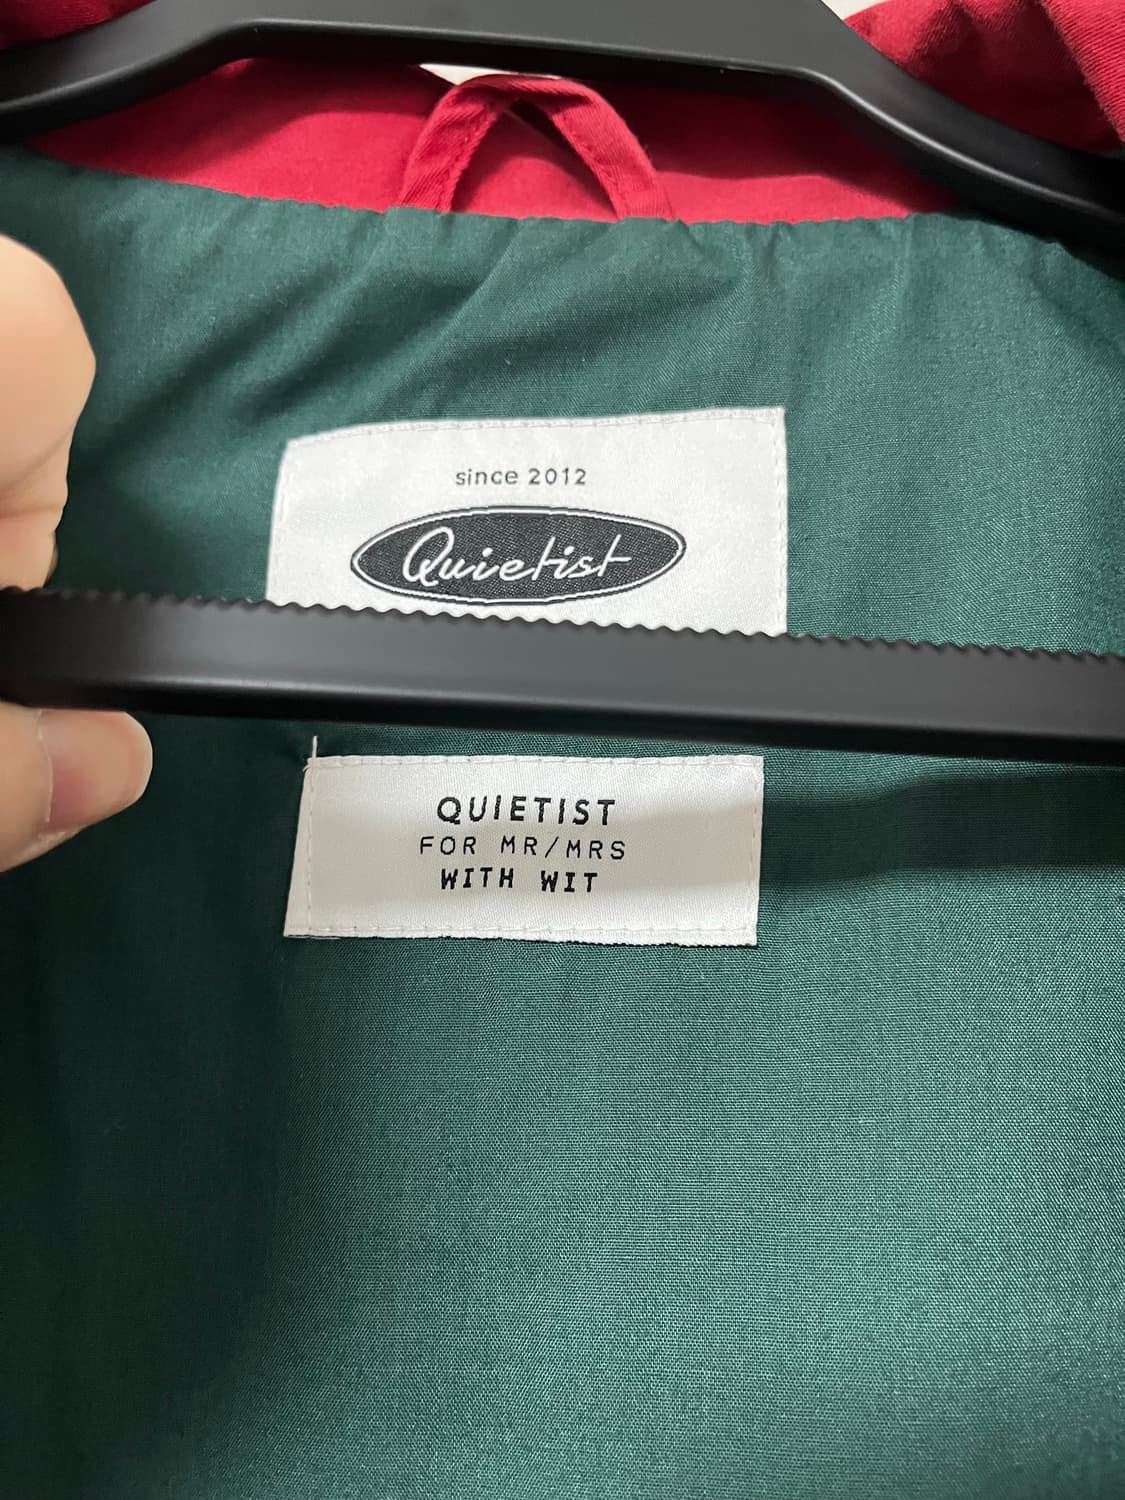 since 2012
Quietist
QUIETIST
FOR MR/MRS
WITH WIT